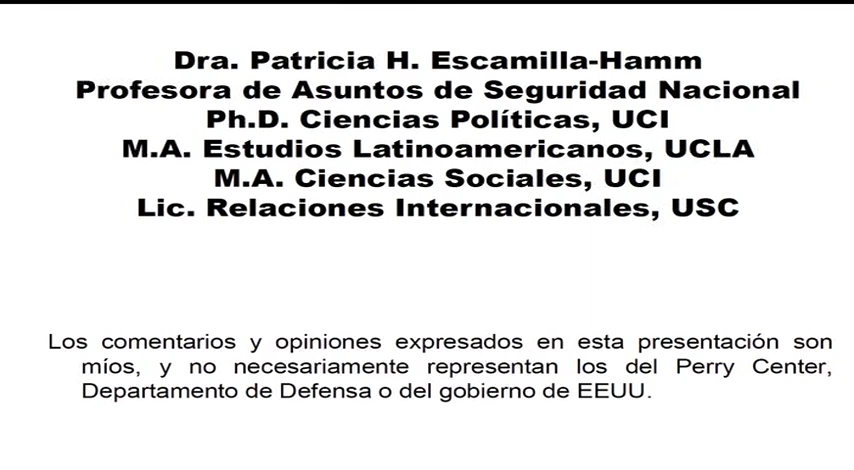 Dra. Patricia H. Escamilla-Hamm
Profesora de Asuntos de Seguridad Nacional
Ph.D. Ciencias Políticas, UCI
M.A. Estudios Latinoamericanos, UCLA
M.A. Ciencias Sociales, UCI
Lic. Relaciones Internacionales, USC
Los comentarios y opiniones expresados en esta presentación son
míos, y no necesariamente representan los del Perry Center,
Departamento de Defensa o del gobierno de EEUU.